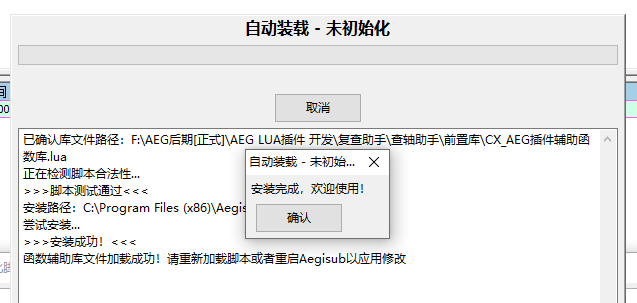 自动装载 - 未初始化
间
00
取消
已确认库文件路径：F:\AEG后期[正式]\AEG LUA插件 开发\复查助手\查轴助手\前置库\CX_AEG插件辅助函
数库.lua
正在检测脚本合法性...
>>>脚本测试通过<<<
安装路径：C:\Program Files (x86)\Aegis
尝试安装...
>>>安装成功！<<<
函数辅助库文件加载成功！请重新加载脚本或者重启Aegisub以应用修改
自动装载 - 未初始...
安装完成，欢迎使用！
确认